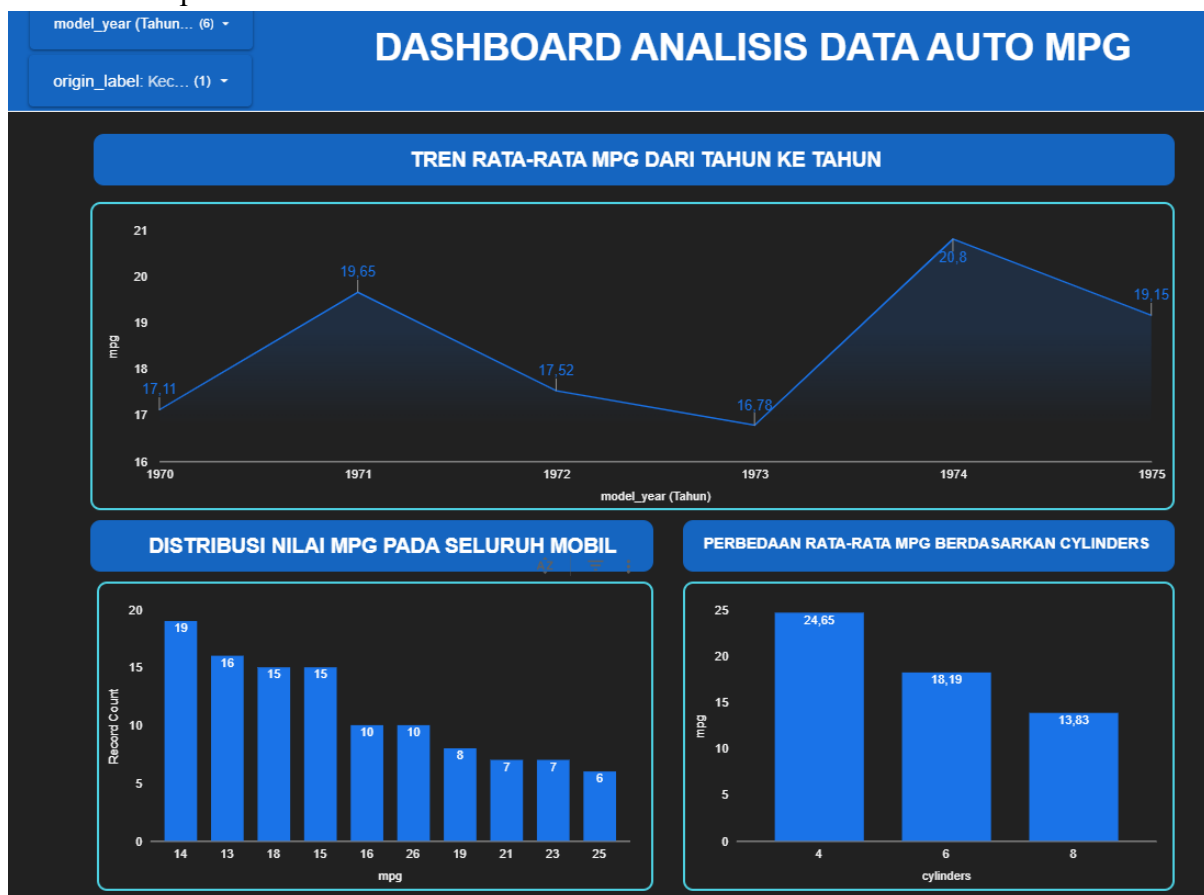 model_year (Tahun... (6)
DASHBOARD ANALISIS DATA AUTO MPG
origin_label: Kec... (1)
TREN RATA-RATA MPG DARI TAHUN KE TAHUN
21
20
19
18
17
16
mpg
17,11
19,65
17,52
16,78
20,8
19,15
1970 1971 1972 1973 1974 1975
model_year (Tahun)
DISTRIBUSI NILAI MPG PADA SELURUH MOBIL
AZ
20
15
10
5
0
Record Count
19 16 15 15 10 10 8 7 7 6
14 13 18 15 16 26 19 21 23 25
mpg
PERBEDAAN RATA-RATA MPG BERDASARKAN CYLINDERS
25
20
15
10
5
0
mpg
24,65 18,19 13,83
4 6 8
cylinders